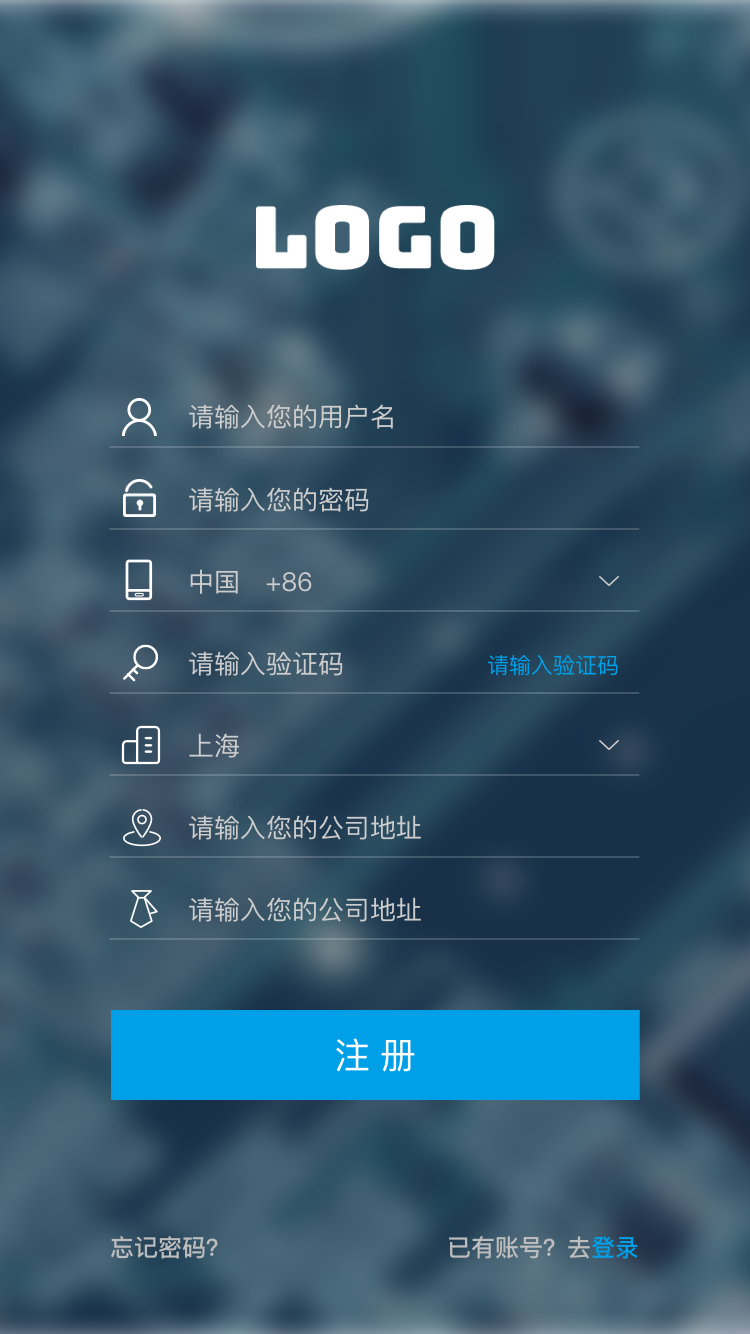 LOGO
请输入您的用户名
请输入您的密码
中国 +86
请输入验证码 请输入验证码
上海
请输入您的公司地址
请输入您的公司地址
注 册
忘记密码? 已有账号? 去登录